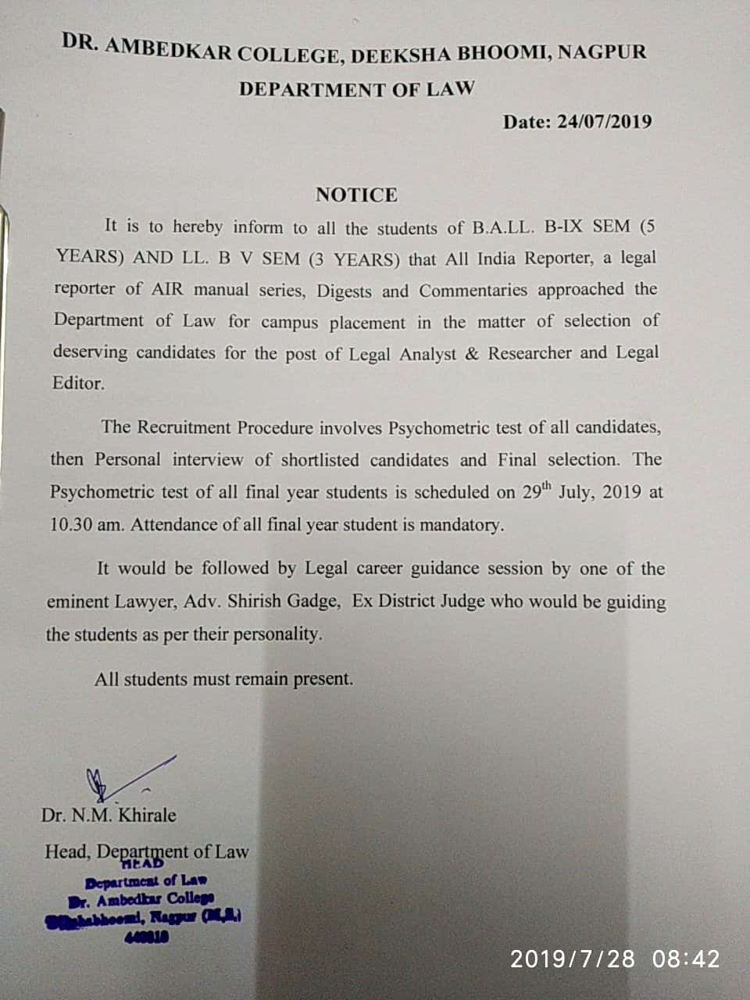 DR. AMBEDKAR COLLEGE, DEEKSHA BHOOMI, NAGPUR
DEPARTMENT OF LAW
Date: 24/07/2019
NOTICE
It is to hereby inform to all the students of B.A.LL. B-IX SEM (5
YEARS) AND LL. B V SEM (3 YEARS) that All India Reporter, a legal
reporter of AIR manual series, Digests and Commentaries approached the
Department of Law for campus placement in the matter of selection of
deserving candidates for the post of Legal Analyst & Researcher and Legal
Editor.
The Recruitment Procedure involves Psychometric test of all candidates,
then Personal interview of shortlisted candidates and Final selection. The
Psychometric test of all final year students is scheduled on 29th July, 2019 at
10.30 am. Attendance of all final year student is mandatory.
It would be followed by Legal career guidance session by one of the
eminent Lawyer, Adv. Shirish Gadge, Ex District Judge who would be guiding
the students as per their personality.
All students must remain present.
Dr. N.M. Khirale
Head, Department of Law
HEAD
Department of Law
Dr. Ambedkar College
Nagpur (M.S.)
2019/7/28 08:42